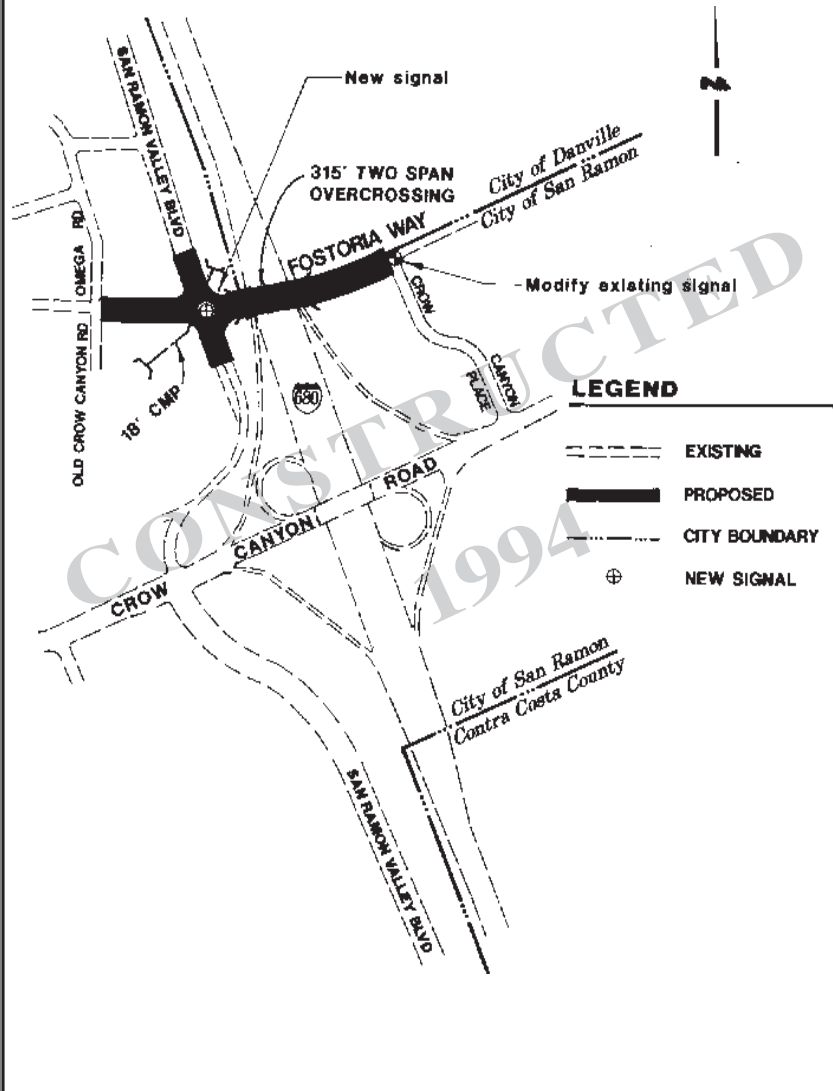 SAN RAMON VALLEY BLVD
New signal
N
315' TWO SPAN
OVERCROSSING
City of Danville
City of San Ramon
FOSTORIA WAY
OMEGA RD
OLD CROW CANYON RD
-Modify existing signal
CROW
CANYON
PLACE
18' CMP
680
LEGEND
EXISTING
PROPOSED
CITY BOUNDARY
NEW SIGNAL
CROW
CANYON
ROAD
CONSTRUCTED
1994
City of San Ramon
Contra Costa County
SAN RAMON VALLEY BLVD